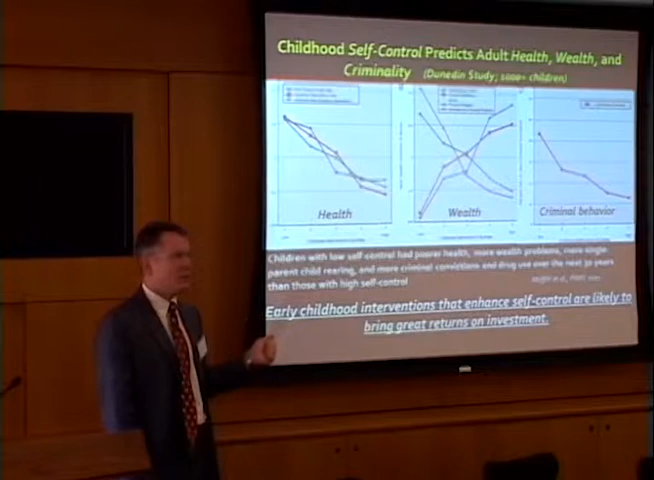 Childhood Self-Control Predicts Adult Health, Wealth, and
Criminality (Dunedin Study; 1000+ children)
Health
Wealth
Criminal behavior
Children with low self-control had poorer health, more wealth problems, more single-
parent child rearing, and more criminal convictions and drug use over the next 30 years
than those with high self-control
Early childhood interventions that enhance self-control are likely to
bring great returns on investment.